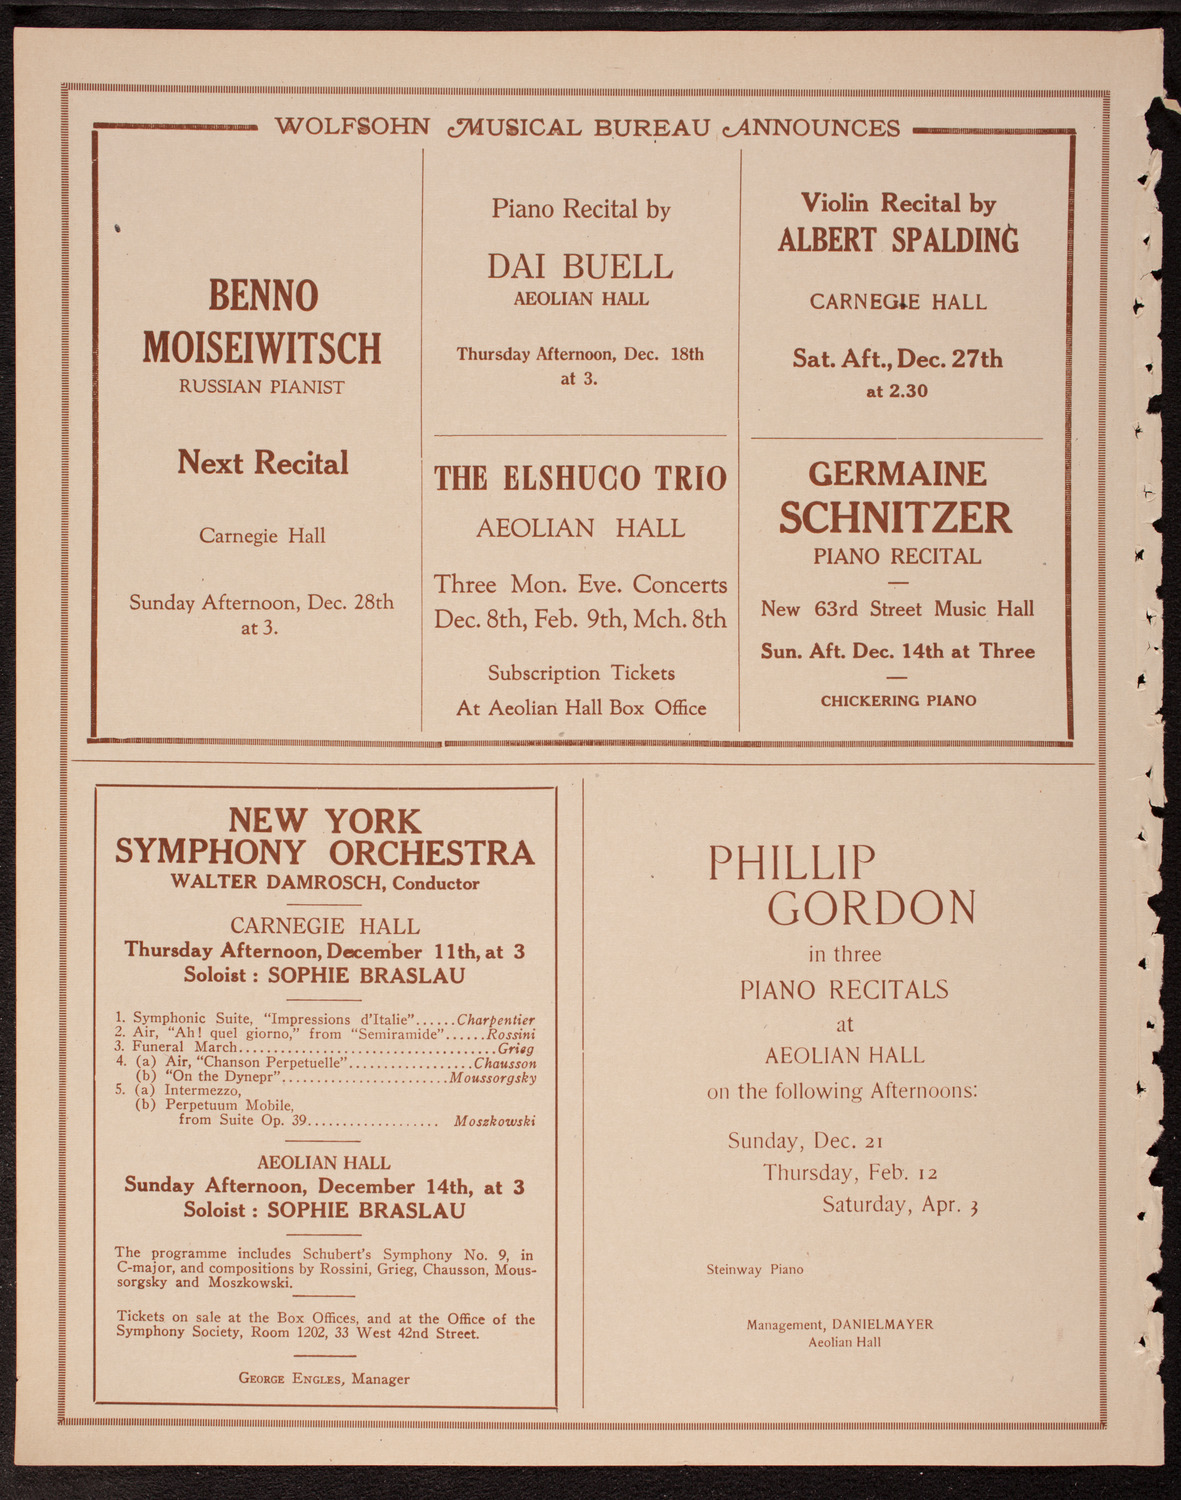 WOLFSOHN MUSICAL BUREAU ANNOUNCES
BENNO
MOISEIWITSCH
RUSSIAN PIANIST
Next Recital
Carnegie Hall
Sunday Afternoon, Dec. 28th
at 3.
Piano Recital by
DAI BUELL
AEOLIAN HALL
Thursday Afternoon, Dec. 18th
at 3.
THE ELSHUCO TRIO
AEOLIAN HALL
Three Mon. Eve. Concerts
Dec. 8th, Feb. 9th, Mch. 8th
Subscription Tickets
At Aeolian Hall Box Office
Violin Recital by
ALBERT SPALDING
CARNEGIE HALL
Sat. Aft., Dec. 27th
at 2.30
GERMAINE
SCHNITZER
PIANO RECITAL
New 63rd Street Music Hall
Sun. Aft. Dec. 14th at Three
CHICKERING PIANO
NEW YORK
SYMPHONY ORCHESTRA
WALTER DAMROSCH, Conductor
CARNEGIE HALL
Thursday Afternoon, December 11th, at 3
Soloist : SOPHIE BRASLAU
1. Symphonic Suite, "Impressions d'Italie"......Charpentier
2. Air, "Ah! quel giorno," from "Semiramide"......Rossini
3. Funeral March.....................................Grieg
4. (a) Air, "Chanson Perpetuelle"..................Chausson
(b) "On the Dynepr"........................Moussorgsky
5. (a) Intermezzo,
(b) Perpetuum Mobile,
from Suite Op. 39................... Moszkowski
AEOLIAN HALL
Sunday Afternoon, December 14th, at 3
Soloist : SOPHIE BRASLAU
The programme includes Schubert's Symphony No. 9, in
C-major, and compositions by Rossini, Grieg, Chausson, Mous-
sorgsky and Moszkowski.
Tickets on sale at the Box Offices, and at the Office of the
Symphony Society, Room 1202, 33 West 42nd Street.
GEORGE ENGLES, Manager
PHILLIP
GORDON
in three
PIANO RECITALS
at
AEOLIAN HALL
on the following Afternoons:
Sunday, Dec. 21
Thursday, Feb. 12
Saturday, Apr. 3
Steinway Piano
Management, DANIEL MAYER
Aeolian Hall